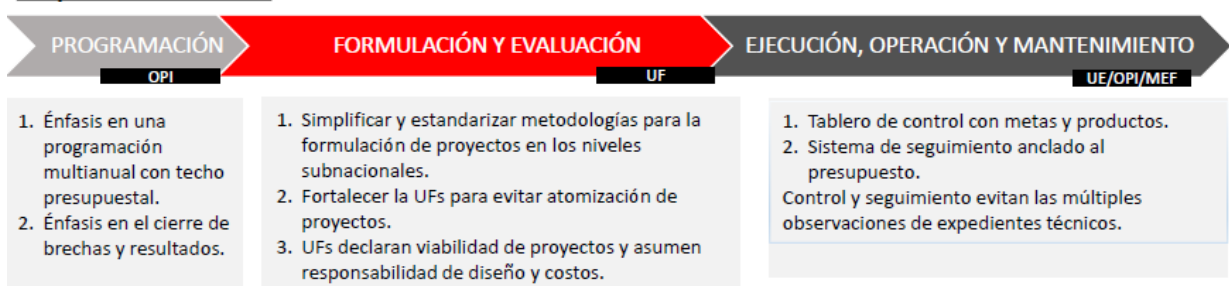 PROGRAMACIÓN
OPI
FORMULACIÓN Y EVALUACIÓN
UF
EJECUCIÓN, OPERACIÓN Y MANTENIMIENTO
UE/OPI/MEF
1. Énfasis en una
programación
multianual con techo
presupuestal.
2. Énfasis en el cierre de
brechas y resultados.
1. Simplificar y estandarizar metodologías para la
formulación de proyectos en los niveles
subnacionales.
2. Fortalecer la UFs para evitar atomización de
proyectos.
3. UFs declaran viabilidad de proyectos y asumen
responsabilidad de diseño y costos.
1. Tablero de control con metas y productos.
2. Sistema de seguimiento anclado al
presupuesto.
Control y seguimiento evitan las múltiples
observaciones de expedientes técnicos.